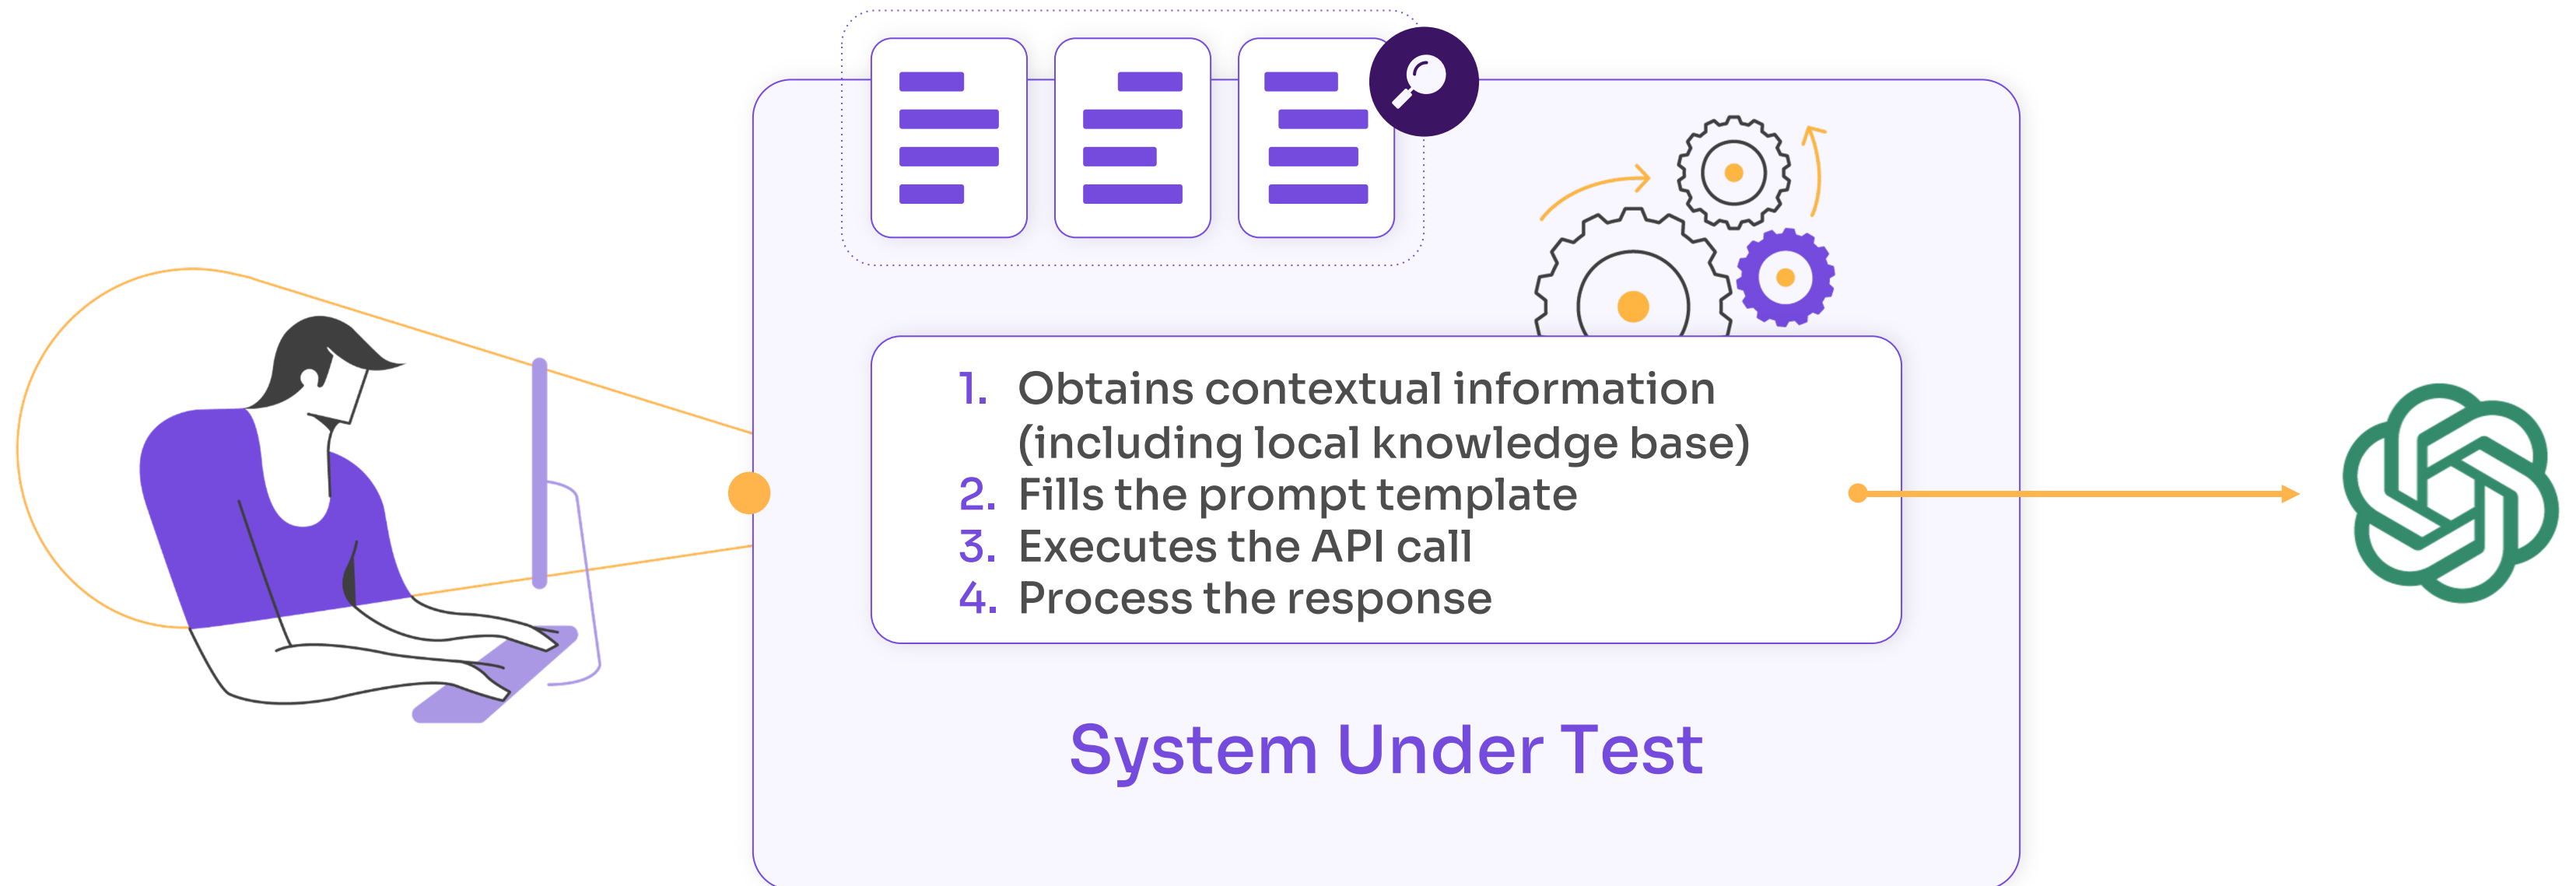 1. Obtains contextual information
(including local knowledge base)
2. Fills the prompt template
3. Executes the API call
4. Process the response
System Under Test